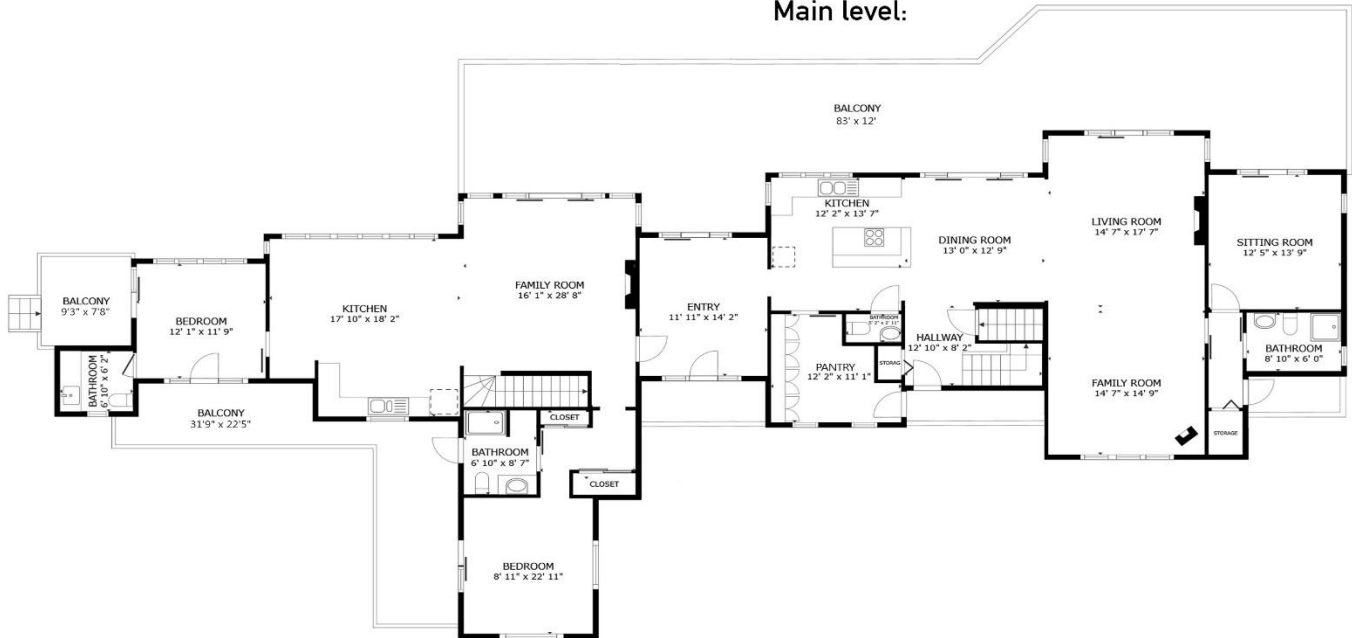 Main level:
BALCONY
83' x 12'
KITCHEN
12' 2" x 13' 7"
LIVING ROOM
14' 7" x 17' 7"
DINING ROOM
13' 0" x 12' 9"
SITTING ROOM
12' 5" x 13' 9"
FAMILY ROOM
16' 1" x 28' 8"
BALCONY
9'3" x 7'8"
KITCHEN
17' 10" x 18' 2"
ENTRY
11' 11" x 14' 2"
BEDROOM
12' 1" x 11' 9"
BATHROOM
HALLWAY
12' 10" x 8' 2"
BATHROOM
8' 10" x 6' 0"
BATHROOM
6' 10" x 6' 2"
PANTRY
12' 2" x 11' 1"
STORAG
FAMILY ROOM
14' 7" x 14' 9"
BALCONY
31'9" x 22'5"
CLOSET
STORAGE
BATHROOM
6' 10" x 8' 7"
CLOSET
BEDROOM
8' 11" x 22' 11"